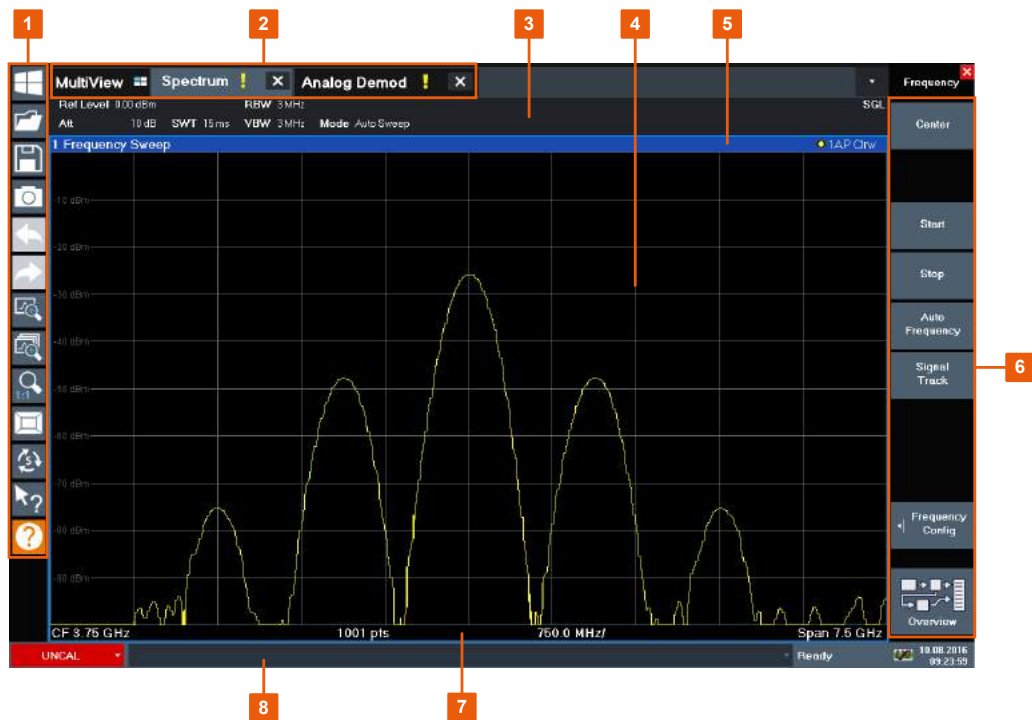 1
2
3
4
5
MultiView
Spectrum ! X
Analog Demod ! X
Frequency
Ref Level 0.00 dBm RBW 3 MHz SGL
Att 10 dB SWT 15 ms VBW 3 MHz Mode Auto Sweep
1 Frequency Sweep
1AP Clrw
Center
Start
Stop
Auto
Frequency
Signal
Track
6
Frequency
Config
Overview
-10 dBm
-20 dBm
-30 dBm
-40 dBm
-50 dBm
-60 dBm
-70 dBm
-80 dBm
-90 dBm
1:1
S
?
?
CF 3.75 GHz 1001 pts 750.0 MHz/ Span 7.5 GHz
UNCAL
Ready
10.08.2016
09:23:59
8
7